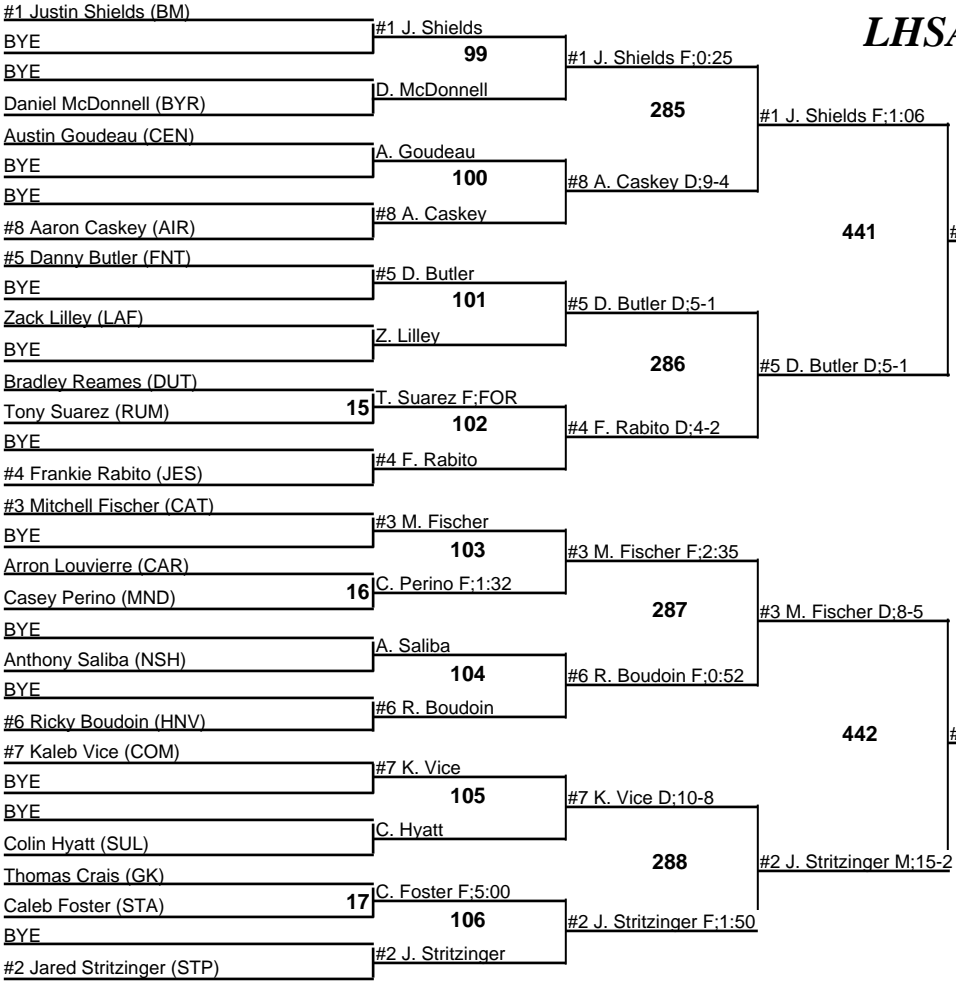 #1 Justin Shields (BM)
BYE
BYE
Daniel McDonnell (BYR)
Austin Goudeau (CEN)
BYE
BYE
#8 Aaron Caskey (AIR)
#5 Danny Butler (FNT)
BYE
Zack Lilley (LAF)
BYE
Bradley Reames (DUT)
Tony Suarez (RUM)
BYE
#4 Frankie Rabito (JES)
#3 Mitchell Fischer (CAT)
BYE
Arron Louvierre (CAR)
Casey Perino (MND)
BYE
Anthony Saliba (NSH)
BYE
#6 Ricky Boudoin (HNV)
#7 Kaleb Vice (COM)
BYE
BYE
Colin Hyatt (SUL)
Thomas Crais (GK)
Caleb Foster (STA)
BYE
#2 Jared Stritzinger (STP)
15
16
17
#1 J. Shields
99
D. McDonnell
A. Goudeau
100
#8 A. Caskey
#5 D. Butler
101
Z. Lilley
T. Suarez F;FOR
102
#4 F. Rabito
#3 M. Fischer
103
C. Perino F;1:32
A. Saliba
104
#6 R. Boudoin
#7 K. Vice
105
C. Hyatt
C. Foster F;5:00
106
#2 J. Stritzinger
#1 J. Shields F;0:25
285
#8 A. Caskey D;9-4
#5 D. Butler D;5-1
286
#4 F. Rabito D;4-2
#3 M. Fischer F;2:35
287
#6 R. Boudoin F;0:52
#7 K. Vice D;10-8
288
#2 J. Stritzinger F;1:50
#1 J. Shields F;1:06
441
#5 D. Butler D;5-1
#3 M. Fischer D;8-5
442
#2 J. Stritzinger M;15-2
LHSA
#
#